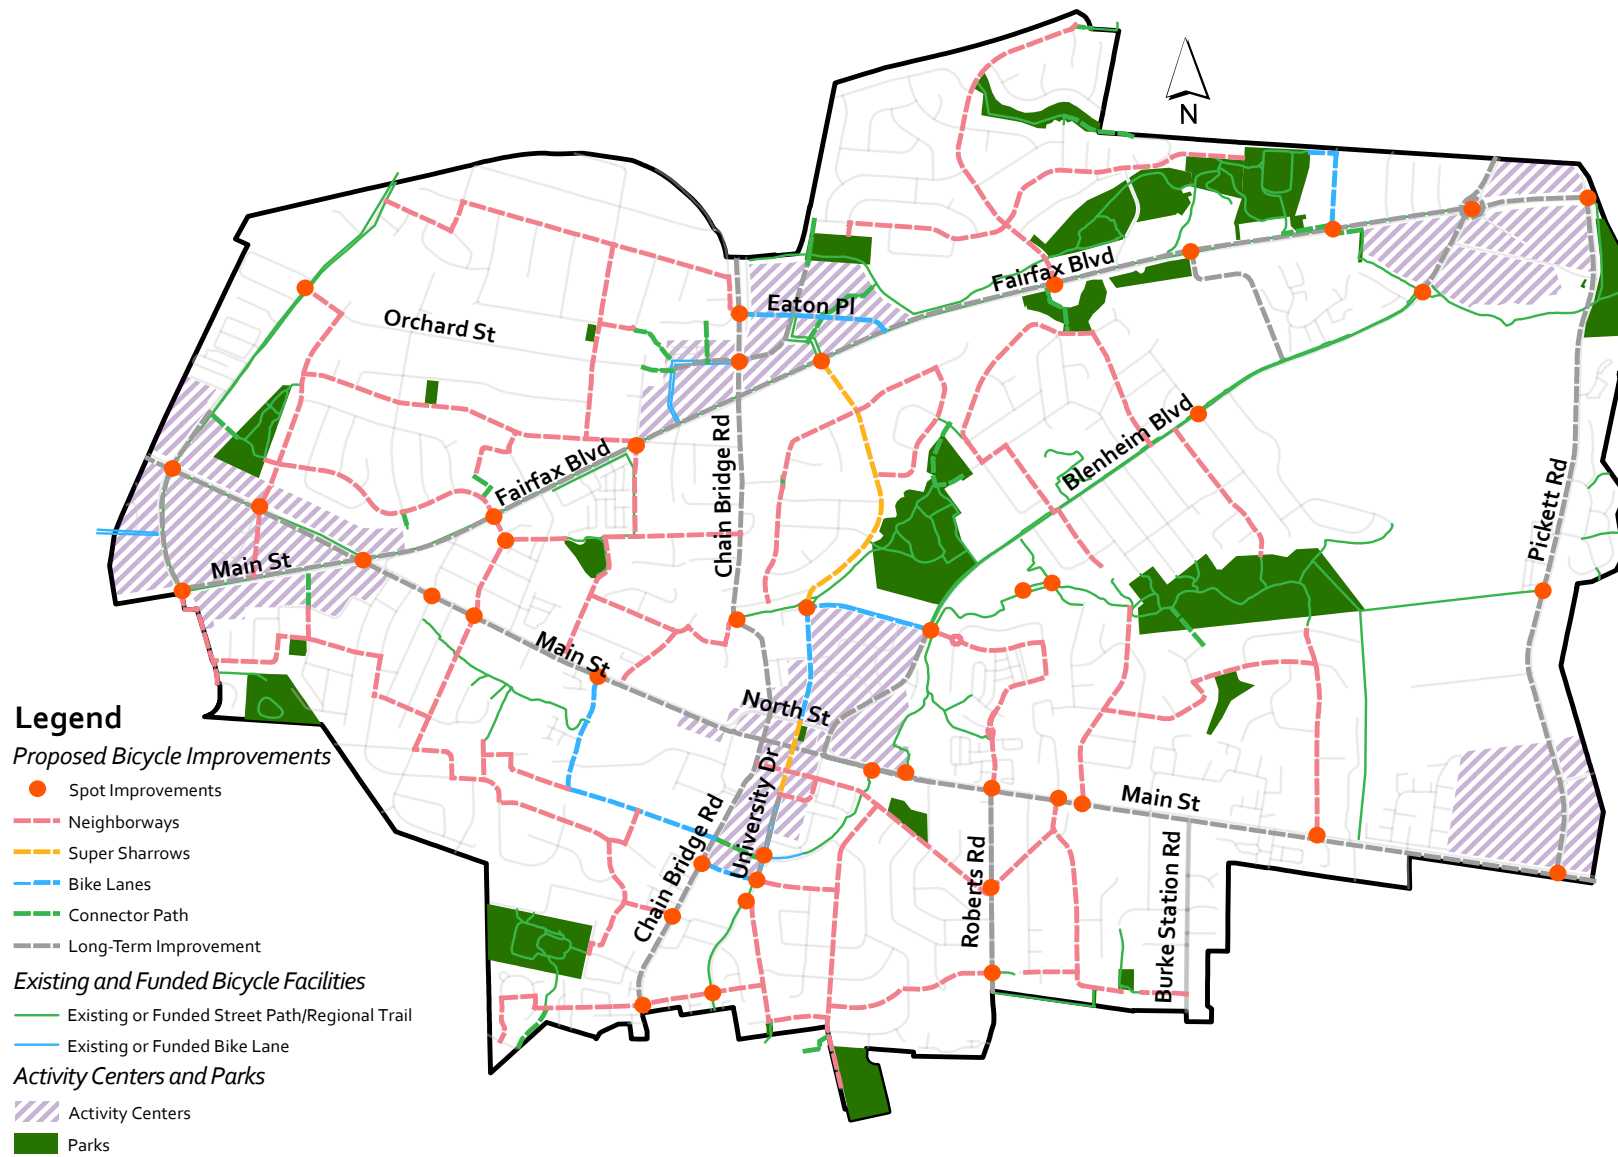 N
Fairfax Blvd
Eaton Pl
Orchard St
Chain Bridge Rd
Blenheim Blvd
Fairfax Blvd
Pickett Rd
Main St
Main St
North St
University Dr
Main St
Chain Bridge Rd
Roberts Rd
Burke Station Rd
Legend
Proposed Bicycle Improvements
Spot Improvements
Neighborways
Super Sharrows
Bike Lanes
Connector Path
Long-Term Improvement
Existing and Funded Bicycle Facilities
Existing or Funded Street Path/Regional Trail
Existing or Funded Bike Lane
Activity Centers and Parks
Activity Centers
Parks